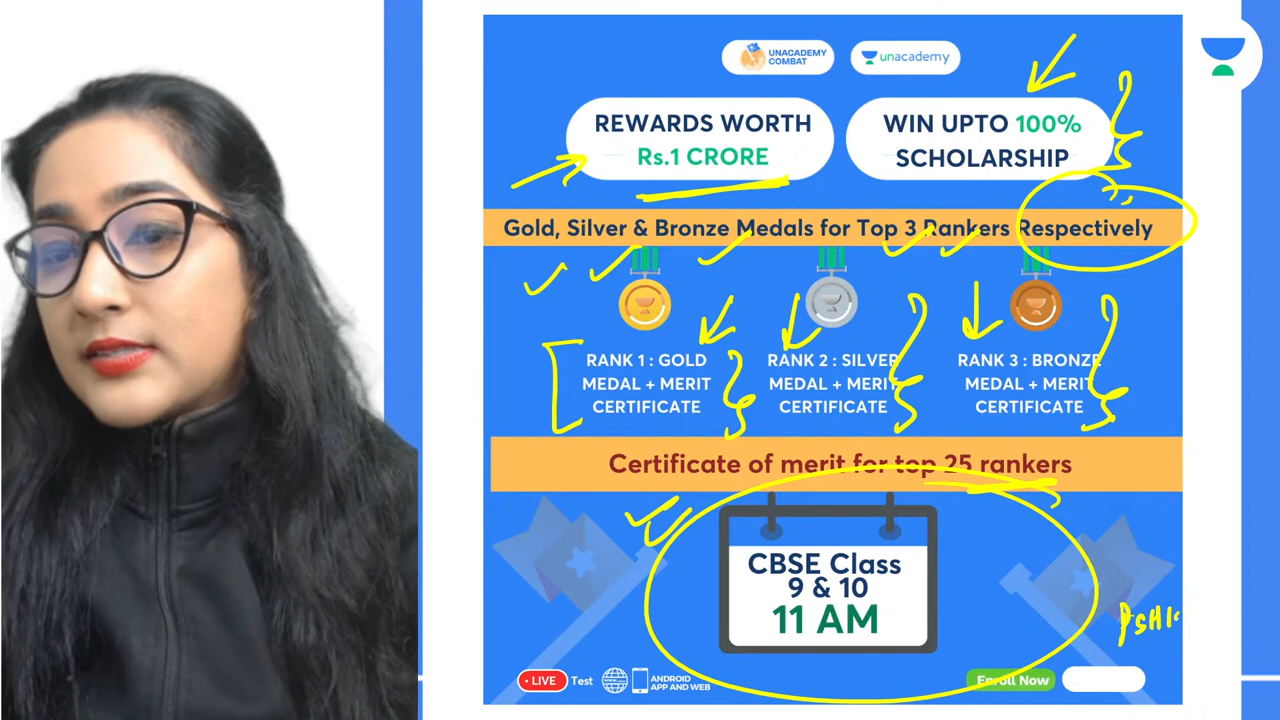 UNACADEMY
COMBAT
unacademy
REWARDS WORTH
Rs.1 CRORE
WIN UPTO 100%
SCHOLARSHIP
Gold, Silver & Bronze Medals for Top 3 Rankers Respectively
RANK 1 : GOLD
MEDAL + MERIT
CERTIFICATE
RANK 2 : SILVER
MEDAL + MERIT
CERTIFICATE
RANK 3 : BRONZE
MEDAL + MERIT
CERTIFICATE
Certificate of merit for top 25 rankers
CBSE Class
9 & 10
11 AM
LIVE Test
ANDROID
APP AND WEB
Enroll Now